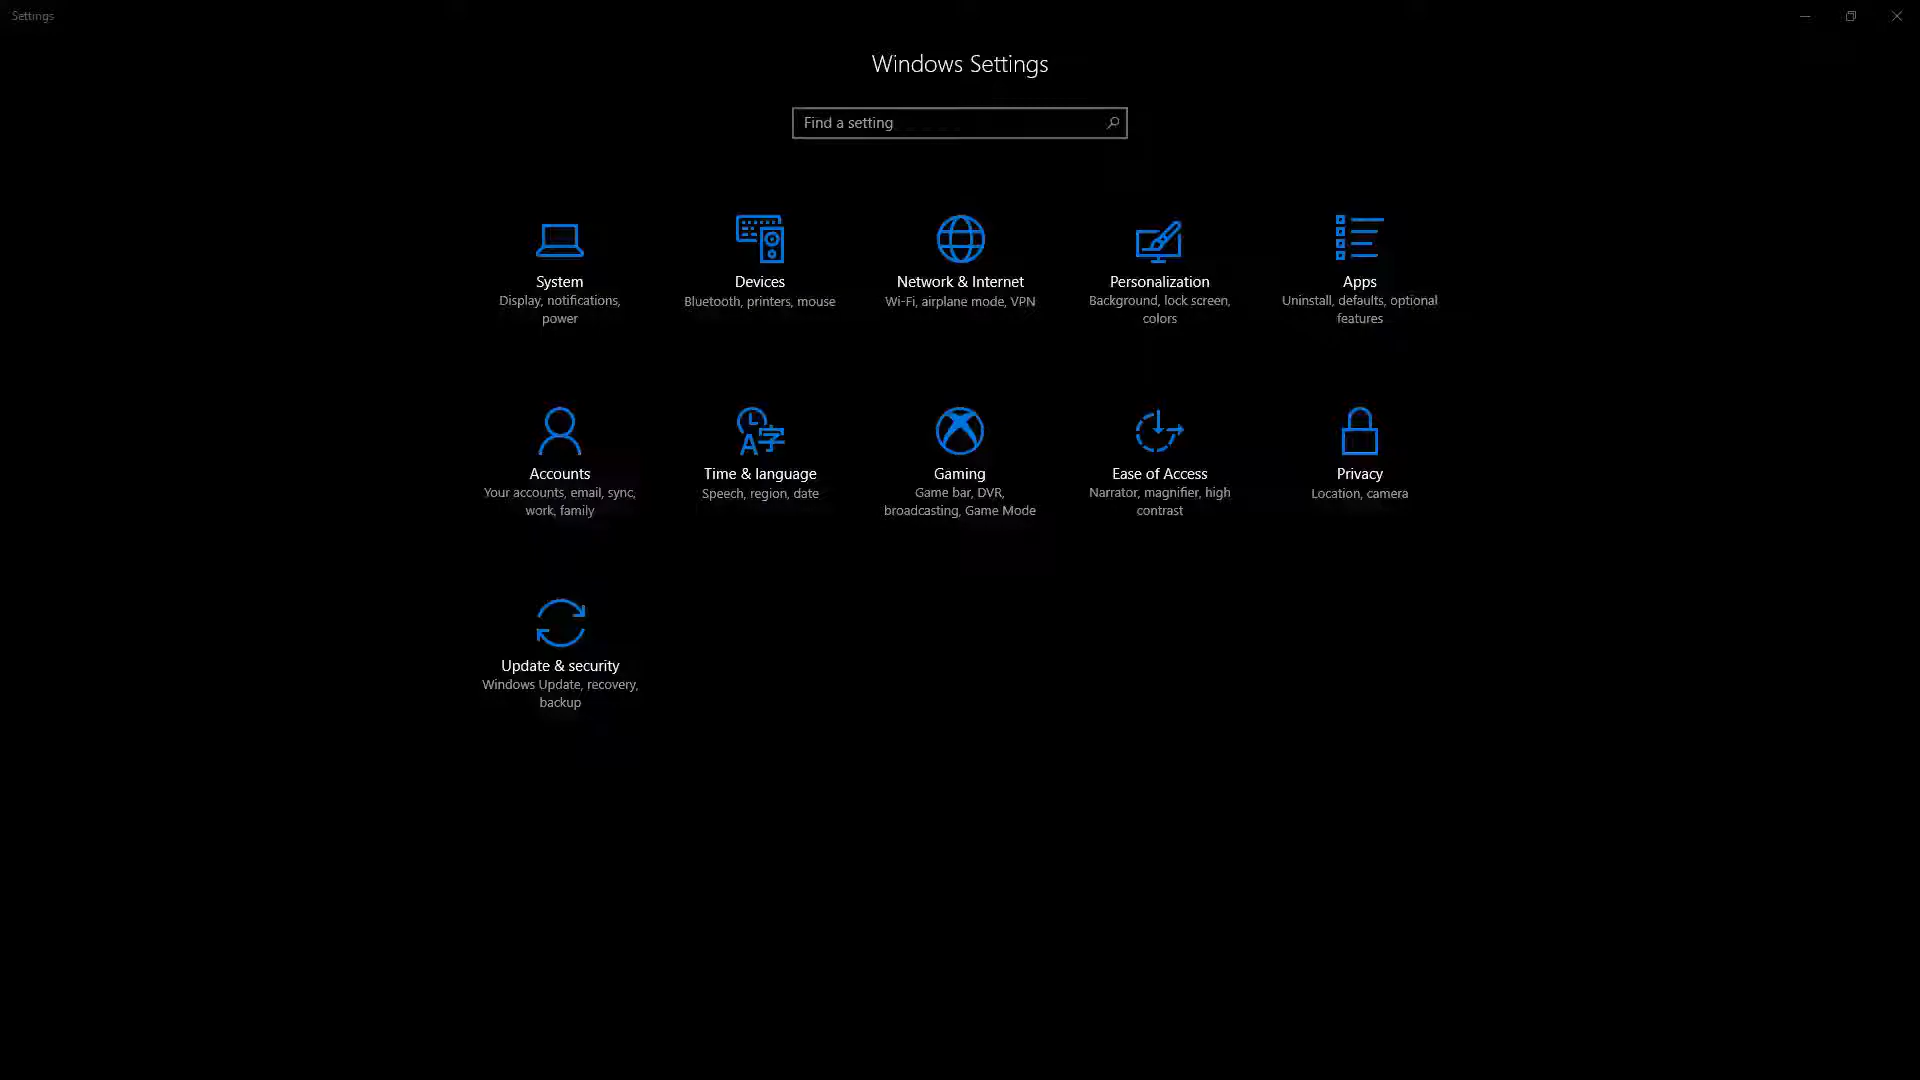 Settings
Windows Settings
Find a setting
System
Display, notifications,
power
Devices
Bluetooth, printers, mouse
Network & Internet
Wi-Fi, airplane mode, VPN
Personalization
Background, lock screen,
colors
Apps
Uninstall, defaults, optional
features
Accounts
Your accounts, email, sync,
work, family
Time & language
Speech, region, date
Gaming
Game bar, DVR,
broadcasting, Game Mode
Ease of Access
Narrator, magnifier, high
contrast
Privacy
Location, camera
Update & security
Windows Update, recovery,
backup